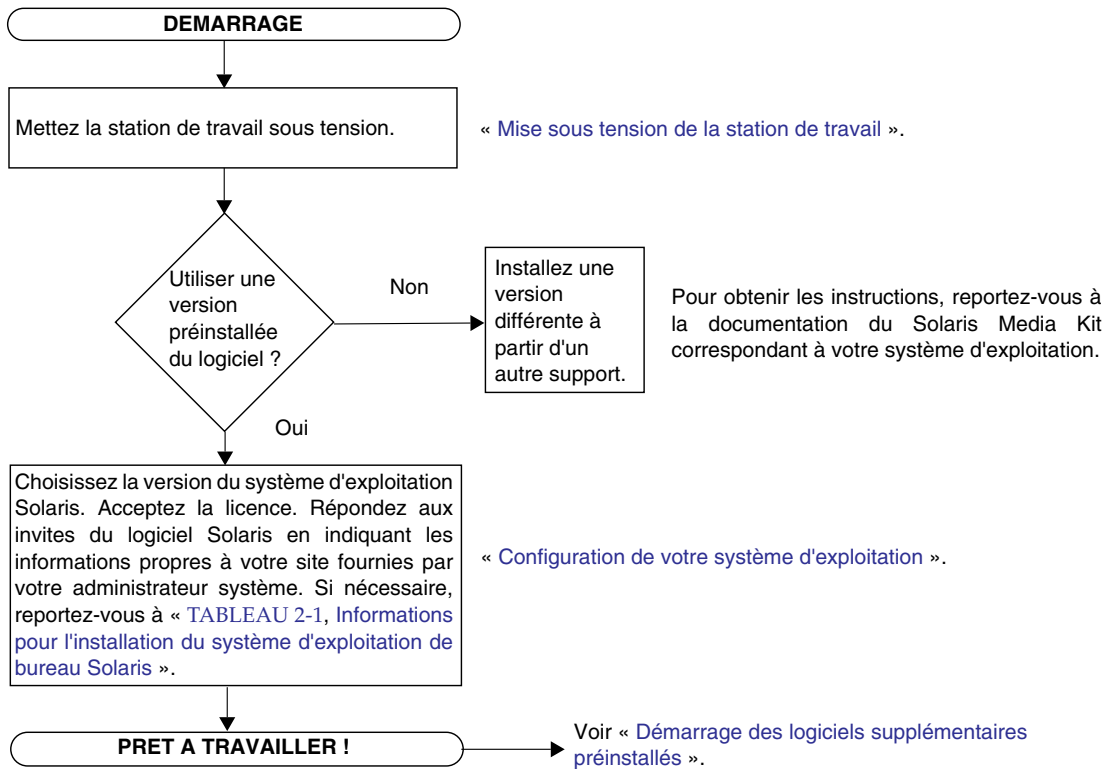 DEMARRAGE
Mettez la station de travail sous tension.
« Mise sous tension de la station de travail ».
Utiliser une
version
préinstallée
du logiciel ?
Non
Installez une
version
différente à
partir d'un
autre support.
Pour obtenir les instructions, reportez-vous à
la documentation du Solaris Media Kit
correspondant à votre système d'exploitation.
Oui
Choisissez la version du système d'exploitation
Solaris. Acceptez la licence. Répondez aux
invites du logiciel Solaris en indiquant les
informations propres à votre site fournies par
votre administrateur système. Si nécessaire,
reportez-vous à « TABLEAU 2-1, Informations
pour l'installation du système d'exploitation de
bureau Solaris ».
« Configuration de votre système d'exploitation ».
PRET A TRAVAILLER !
Voir « Démarrage des logiciels supplémentaires
préinstallés ».